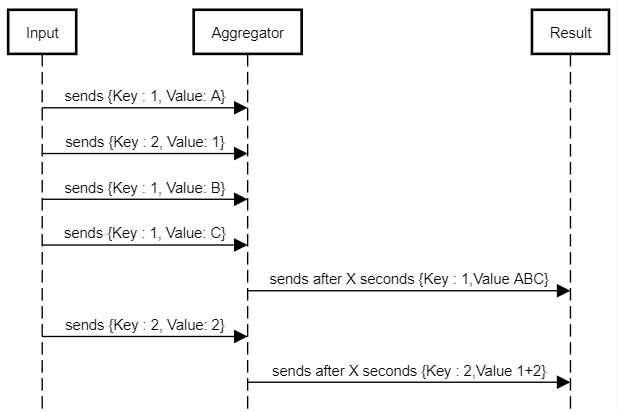 Input
Aggregator
Result
sends {Key : 1, Value: A}
sends {Key : 2, Value: 1}
sends {Key : 1, Value: B}
sends {Key : 1, Value: C}
sends after X seconds {Key : 1,Value ABC}
sends {Key : 2, Value: 2}
sends after X seconds {Key : 2,Value 1+2}